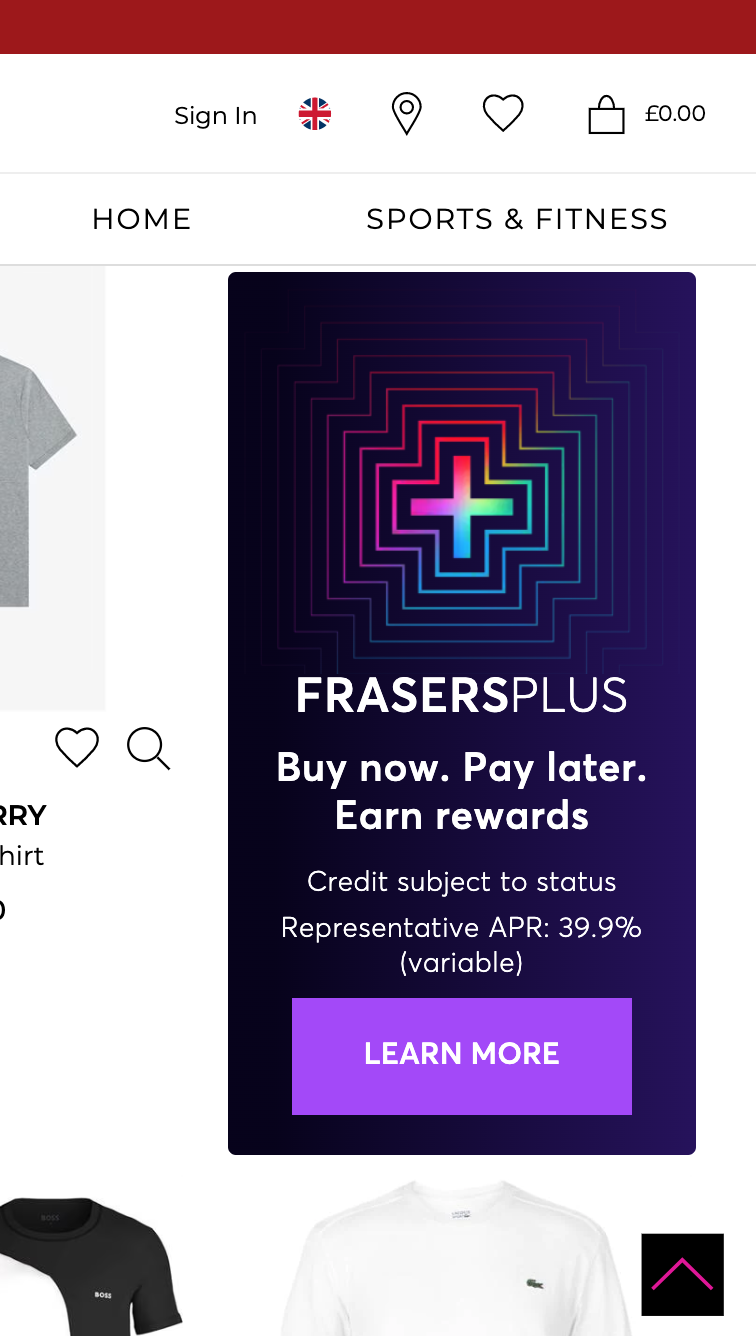 Sign In
£0.00
HOME
SPORTS & FITNESS
FRASERSPLUS
Buy now. Pay later.
Earn rewards
Credit subject to status
Representative APR: 39.9%
(variable)
LEARN MORE
RRY
hirt
0
BOSS
BOSS